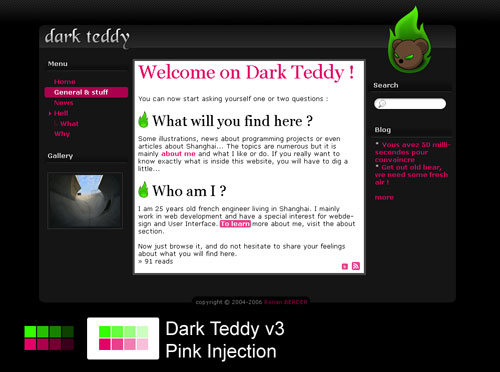 dark teddy
Menu
Home
General & stuff
News
Hell
What
Why
Gallery
Welcome on Dark Teddy !
You can now start asking yourself one or two questions :
What will you find here ?
Some illustrations, news about programming projects or even
articles about Shanghai... The topics are numerous but it is
mainly about me and what I like or do. If you really want to
know exactly what is inside this website, you will have to dig a
little...
Who am I ?
I am 25 years old french engineer living in Shanghai. I mainly
work in web development and have a special interest for webde-
sign and User Interface. To learn more about me, visit the about
section.
Now just browse it, and do not hesitate to share your feelings
about what you will find here.
» 91 reads
Search
Blog
* Vous avez 50 milli-
secondes pour
convaincre
* Get out old bear,
we need some fresh
air !
more
copyright © 2004-2006 Ronan BERDER
Dark Teddy v3
Pink Injection